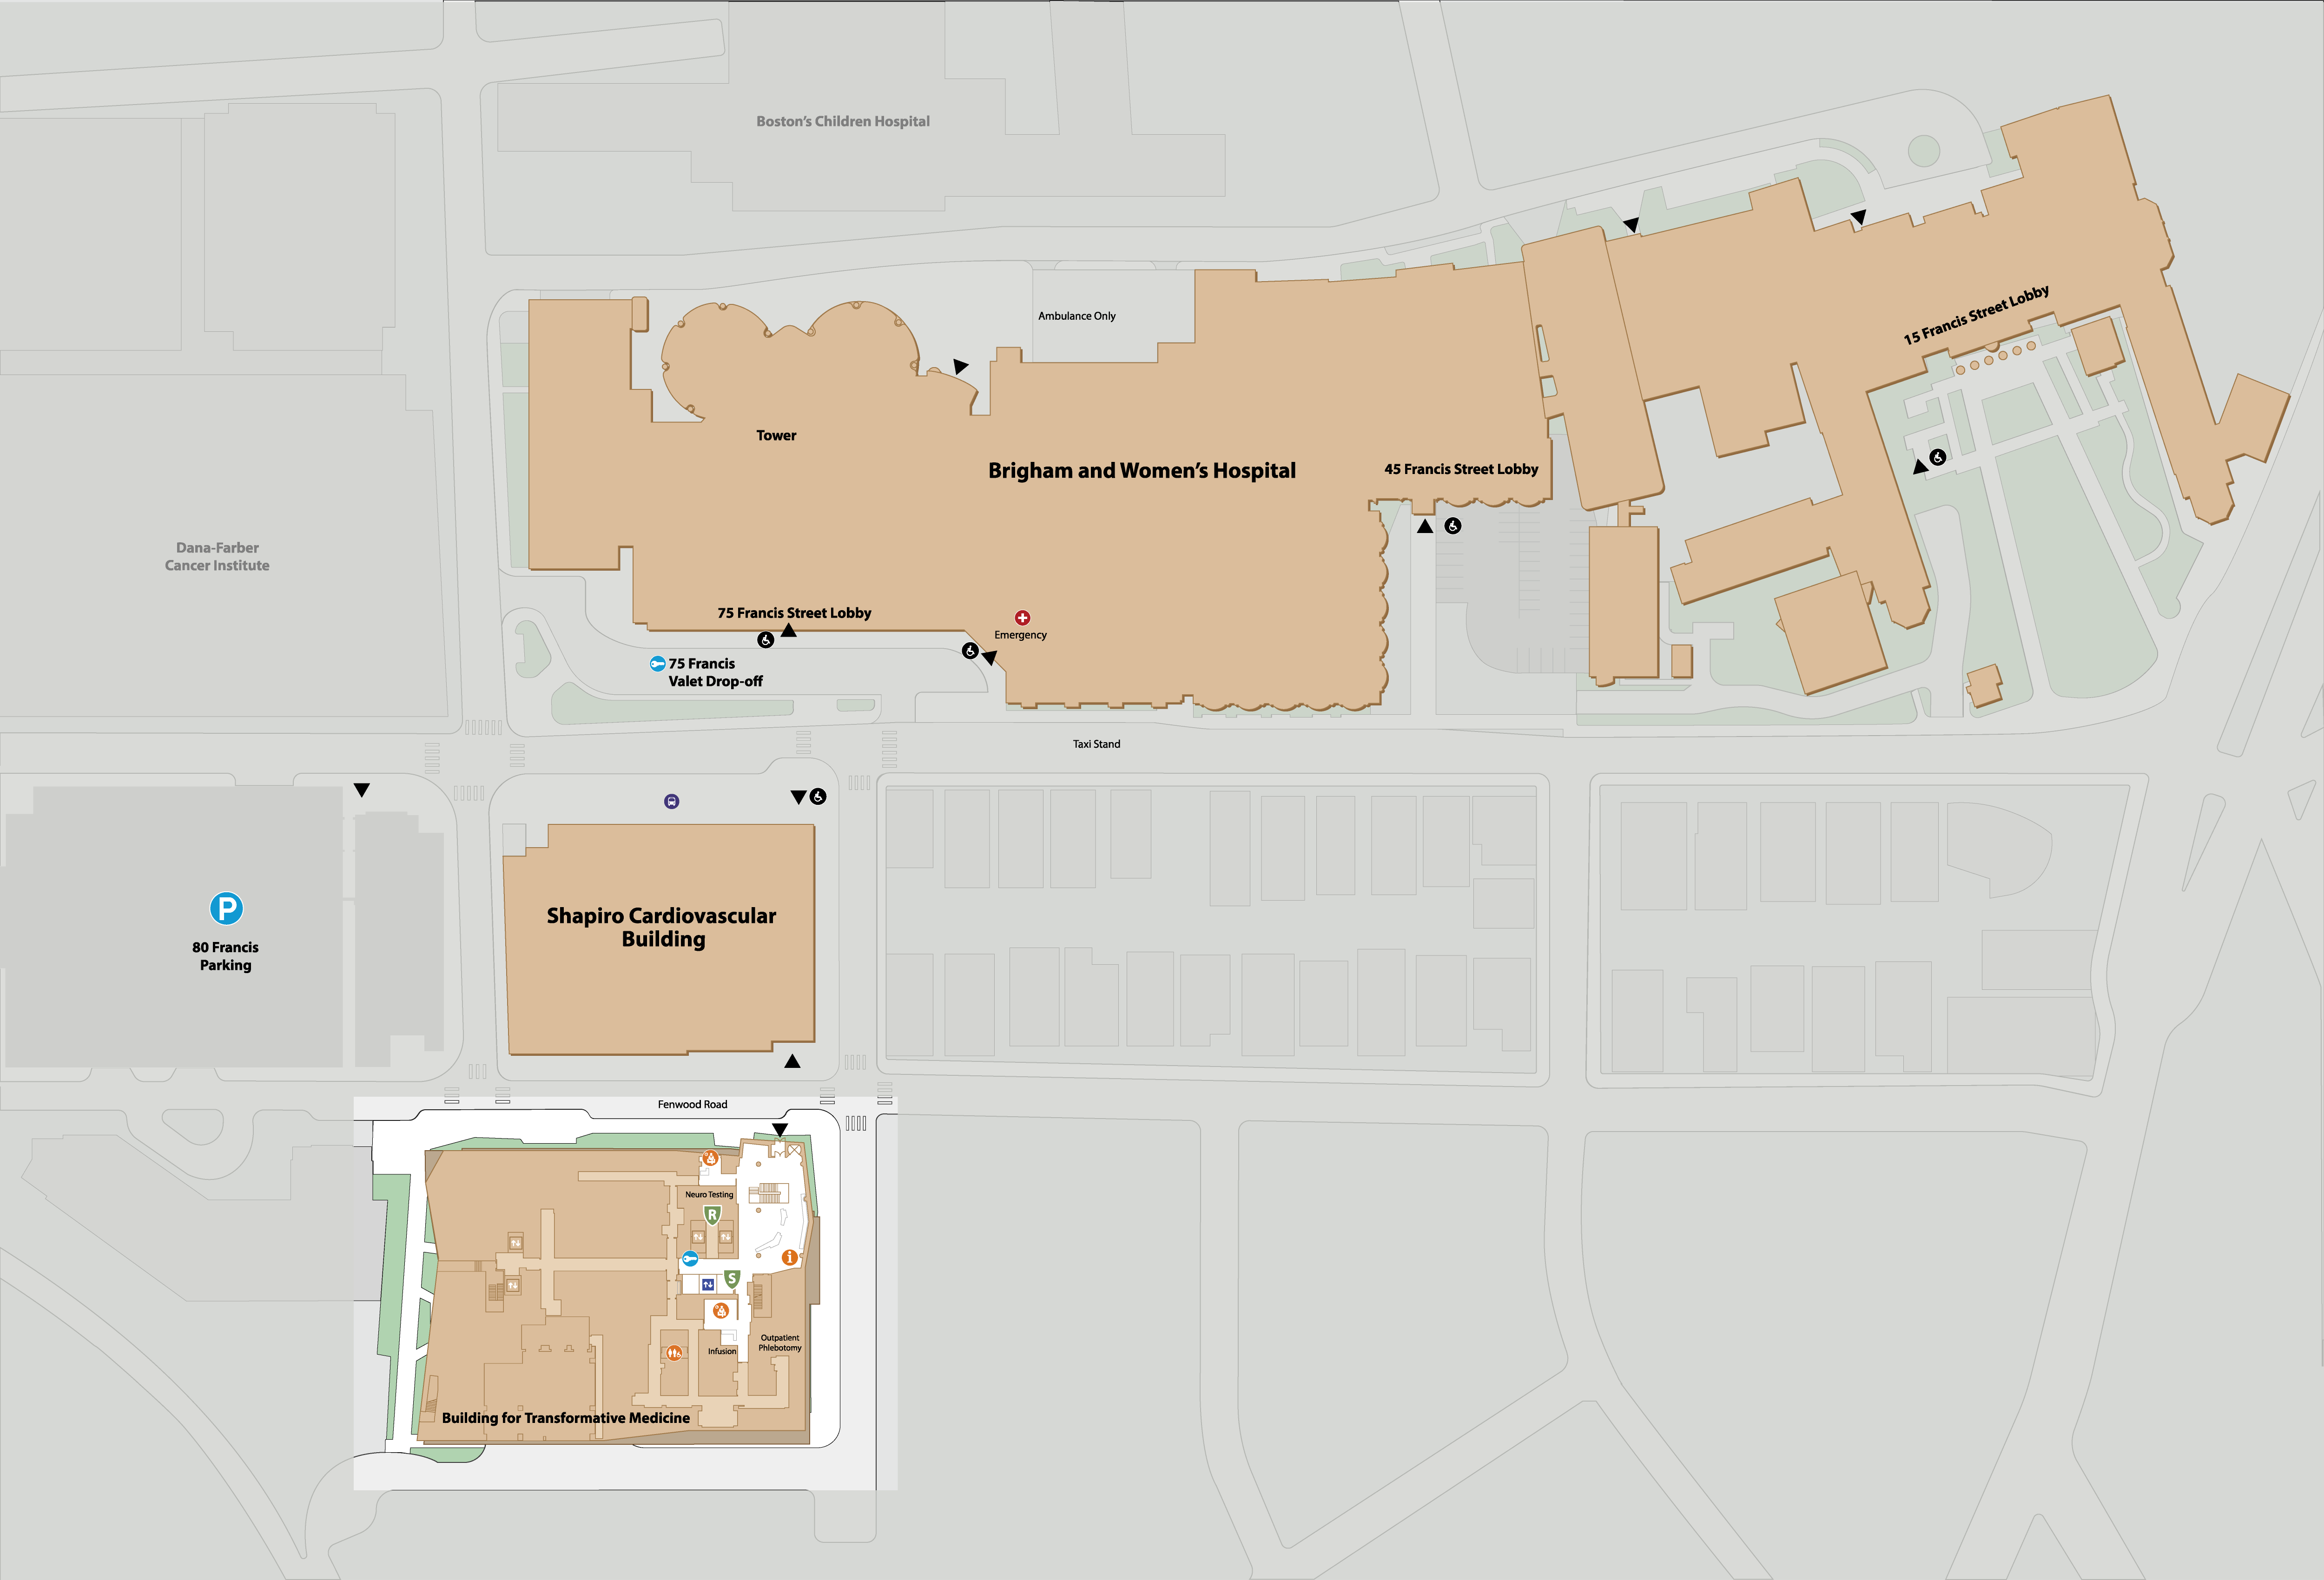 Boston's Children Hospital
15 Francis Street Lobby
Ambulance Only
Tower
Brigham and Women's Hospital
45 Francis Street Lobby
Dana-Farber
Cancer Institute
75 Francis Street Lobby
Emergency
75 Francis
Valet Drop-off
Taxi Stand
P
80 Francis
Parking
Shapiro Cardiovascular
Building
Fenwood Road
Neuro Testing
R
i
S
Outpatient
Phlebotomy
Infusion
Building for Transformative Medicine